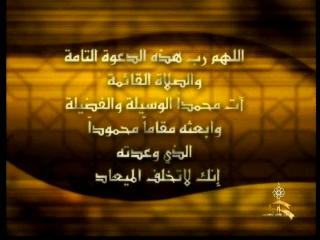 اللهم رب هذه الدعوة التامة
والصلاة القائمة
آت محمدا الوسيلة والفضيلة
وابعثه مقاماً محموداً
الذي وعدته
إنك لاتخلف الميعاد